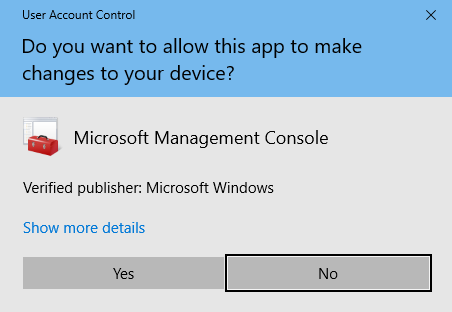 User Account Control
Do you want to allow this app to make
changes to your device?
Microsoft Management Console
Verified publisher: Microsoft Windows
Show more details
Yes No